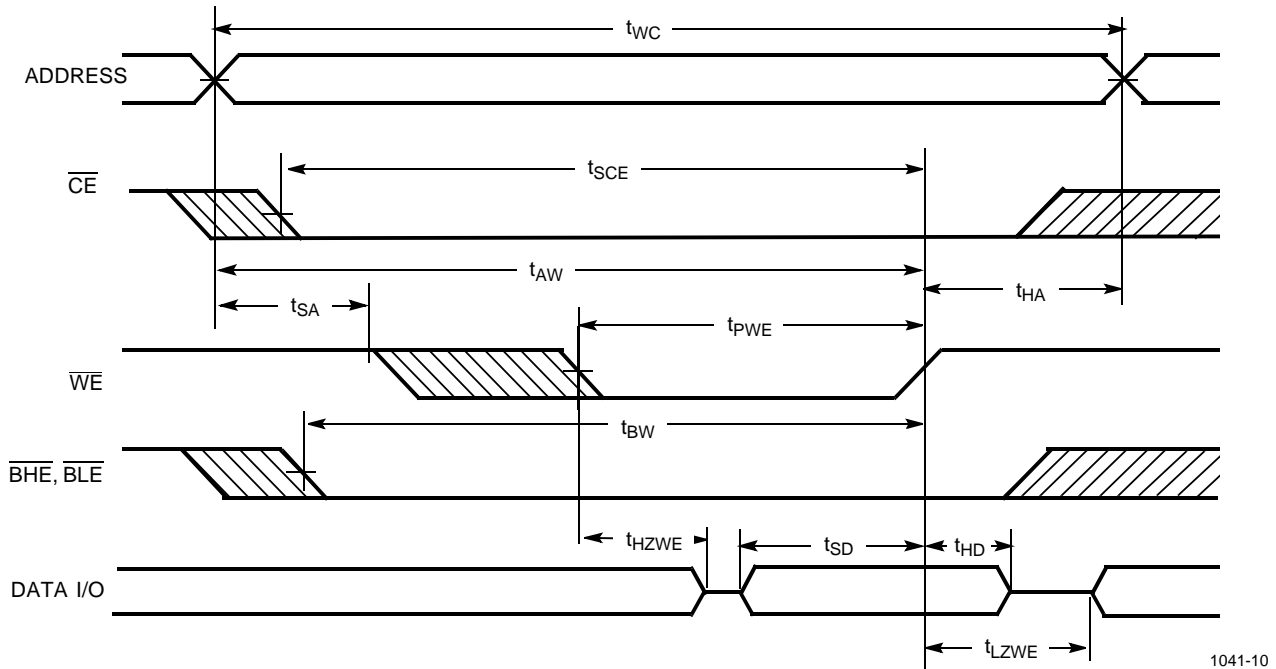 tWC
ADDRESS
tSCE
CE
tAW
tSA
tHA
tPWE
WE
tBW
BHE, BLE
tHZWE
tSD
tHD
DATA I/O
tLZWE
1041-10